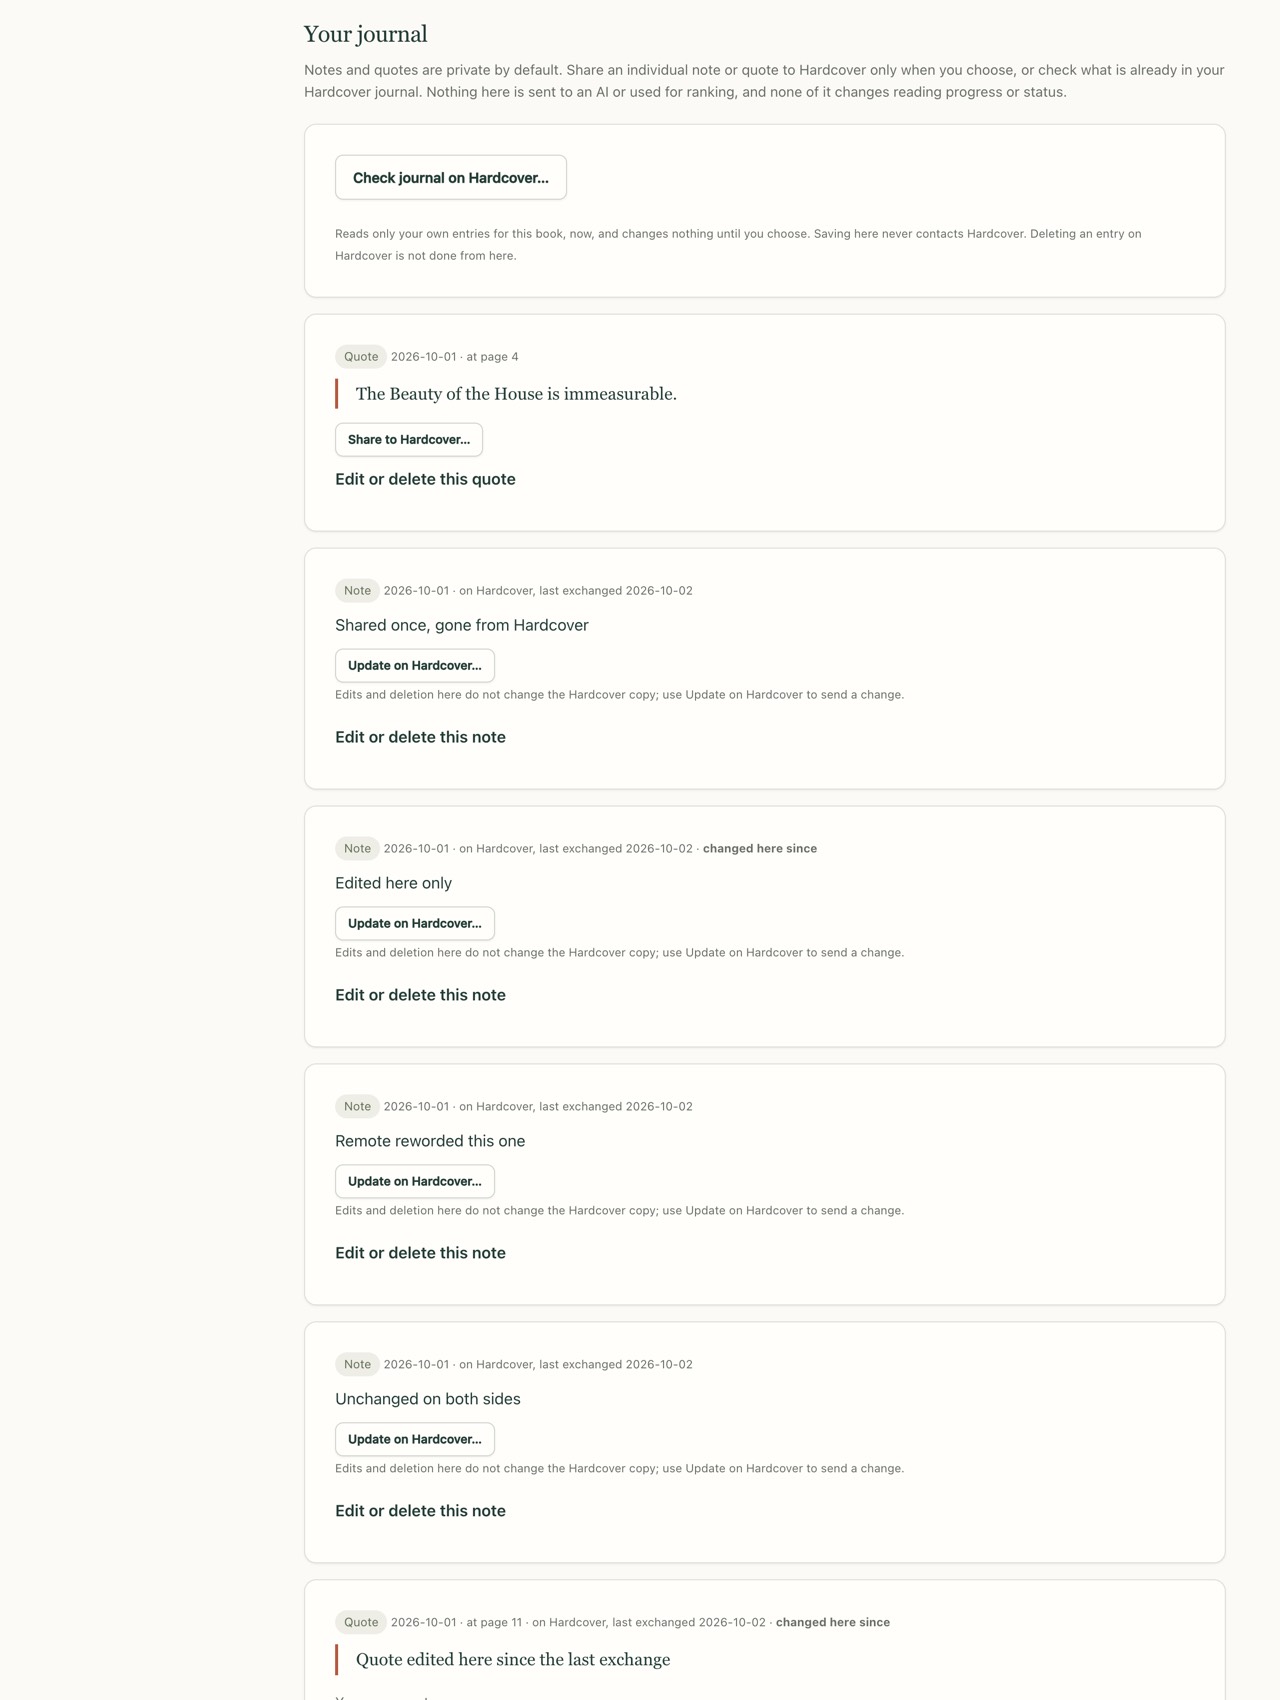 Your journal
Notes and quotes are private by default. Share an individual note or quote to Hardcover only when you choose, or check what is already in your
Hardcover journal. Nothing here is sent to an AI or used for ranking, and none of it changes reading progress or status.
Check journal on Hardcover...
Reads only your own entries for this book, now, and changes nothing until you choose. Saving here never contacts Hardcover. Deleting an entry on
Hardcover is not done from here.
Quote 2026-10-01 · at page 4
The Beauty of the House is immeasurable.
Share to Hardcover...
Edit or delete this quote
Note 2026-10-01 · on Hardcover, last exchanged 2026-10-02
Shared once, gone from Hardcover
Update on Hardcover...
Edits and deletion here do not change the Hardcover copy; use Update on Hardcover to send a change.
Edit or delete this note
Note 2026-10-01 · on Hardcover, last exchanged 2026-10-02 · changed here since
Edited here only
Update on Hardcover...
Edits and deletion here do not change the Hardcover copy; use Update on Hardcover to send a change.
Edit or delete this note
Note 2026-10-01 · on Hardcover, last exchanged 2026-10-02
Remote reworded this one
Update on Hardcover...
Edits and deletion here do not change the Hardcover copy; use Update on Hardcover to send a change.
Edit or delete this note
Note 2026-10-01 · on Hardcover, last exchanged 2026-10-02
Unchanged on both sides
Update on Hardcover...
Edits and deletion here do not change the Hardcover copy; use Update on Hardcover to send a change.
Edit or delete this note
Quote 2026-10-01 · at page 11 · on Hardcover, last exchanged 2026-10-02 · changed here since
Quote edited here since the last exchange